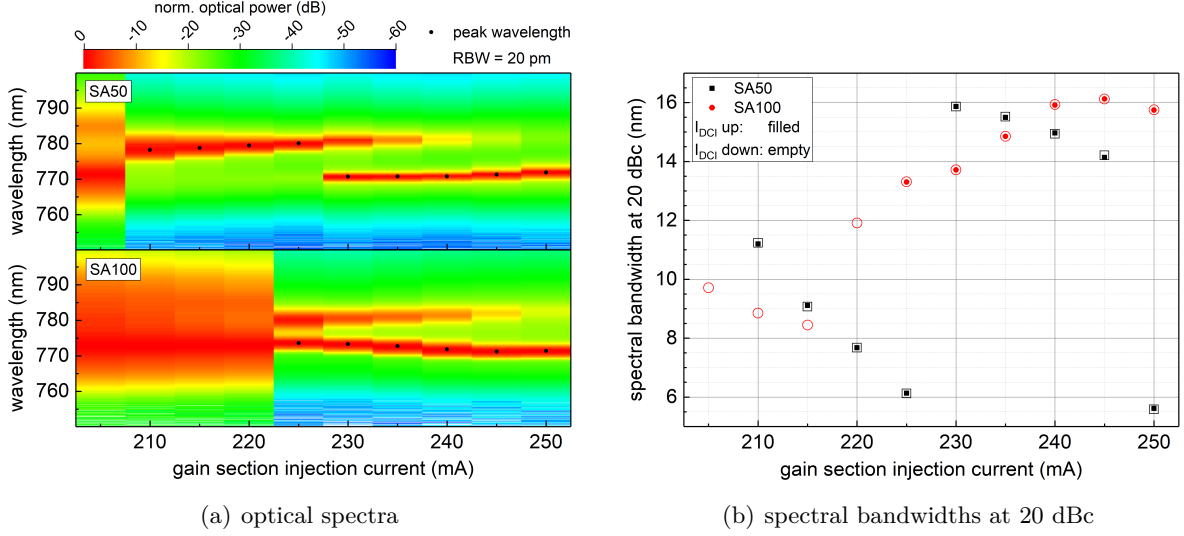 norm. optical power (dB)
0 -10 -20 -30 -40 -50 -60
peak wavelength
RBW = 20 pm
SA50
790
780
770
760
wavelength (nm)
SA100
790
780
770
760
wavelength (nm)
210 220 230 240 250
gain section injection current (mA)
(a) optical spectra
SA50
SA100
I_DCI up: filled
I_DCI down: empty
16
14
12
10
8
6
spectral bandwidth at 20 dBc (nm)
210 220 230 240 250
gain section injection current (mA)
(b) spectral bandwidths at 20 dBc